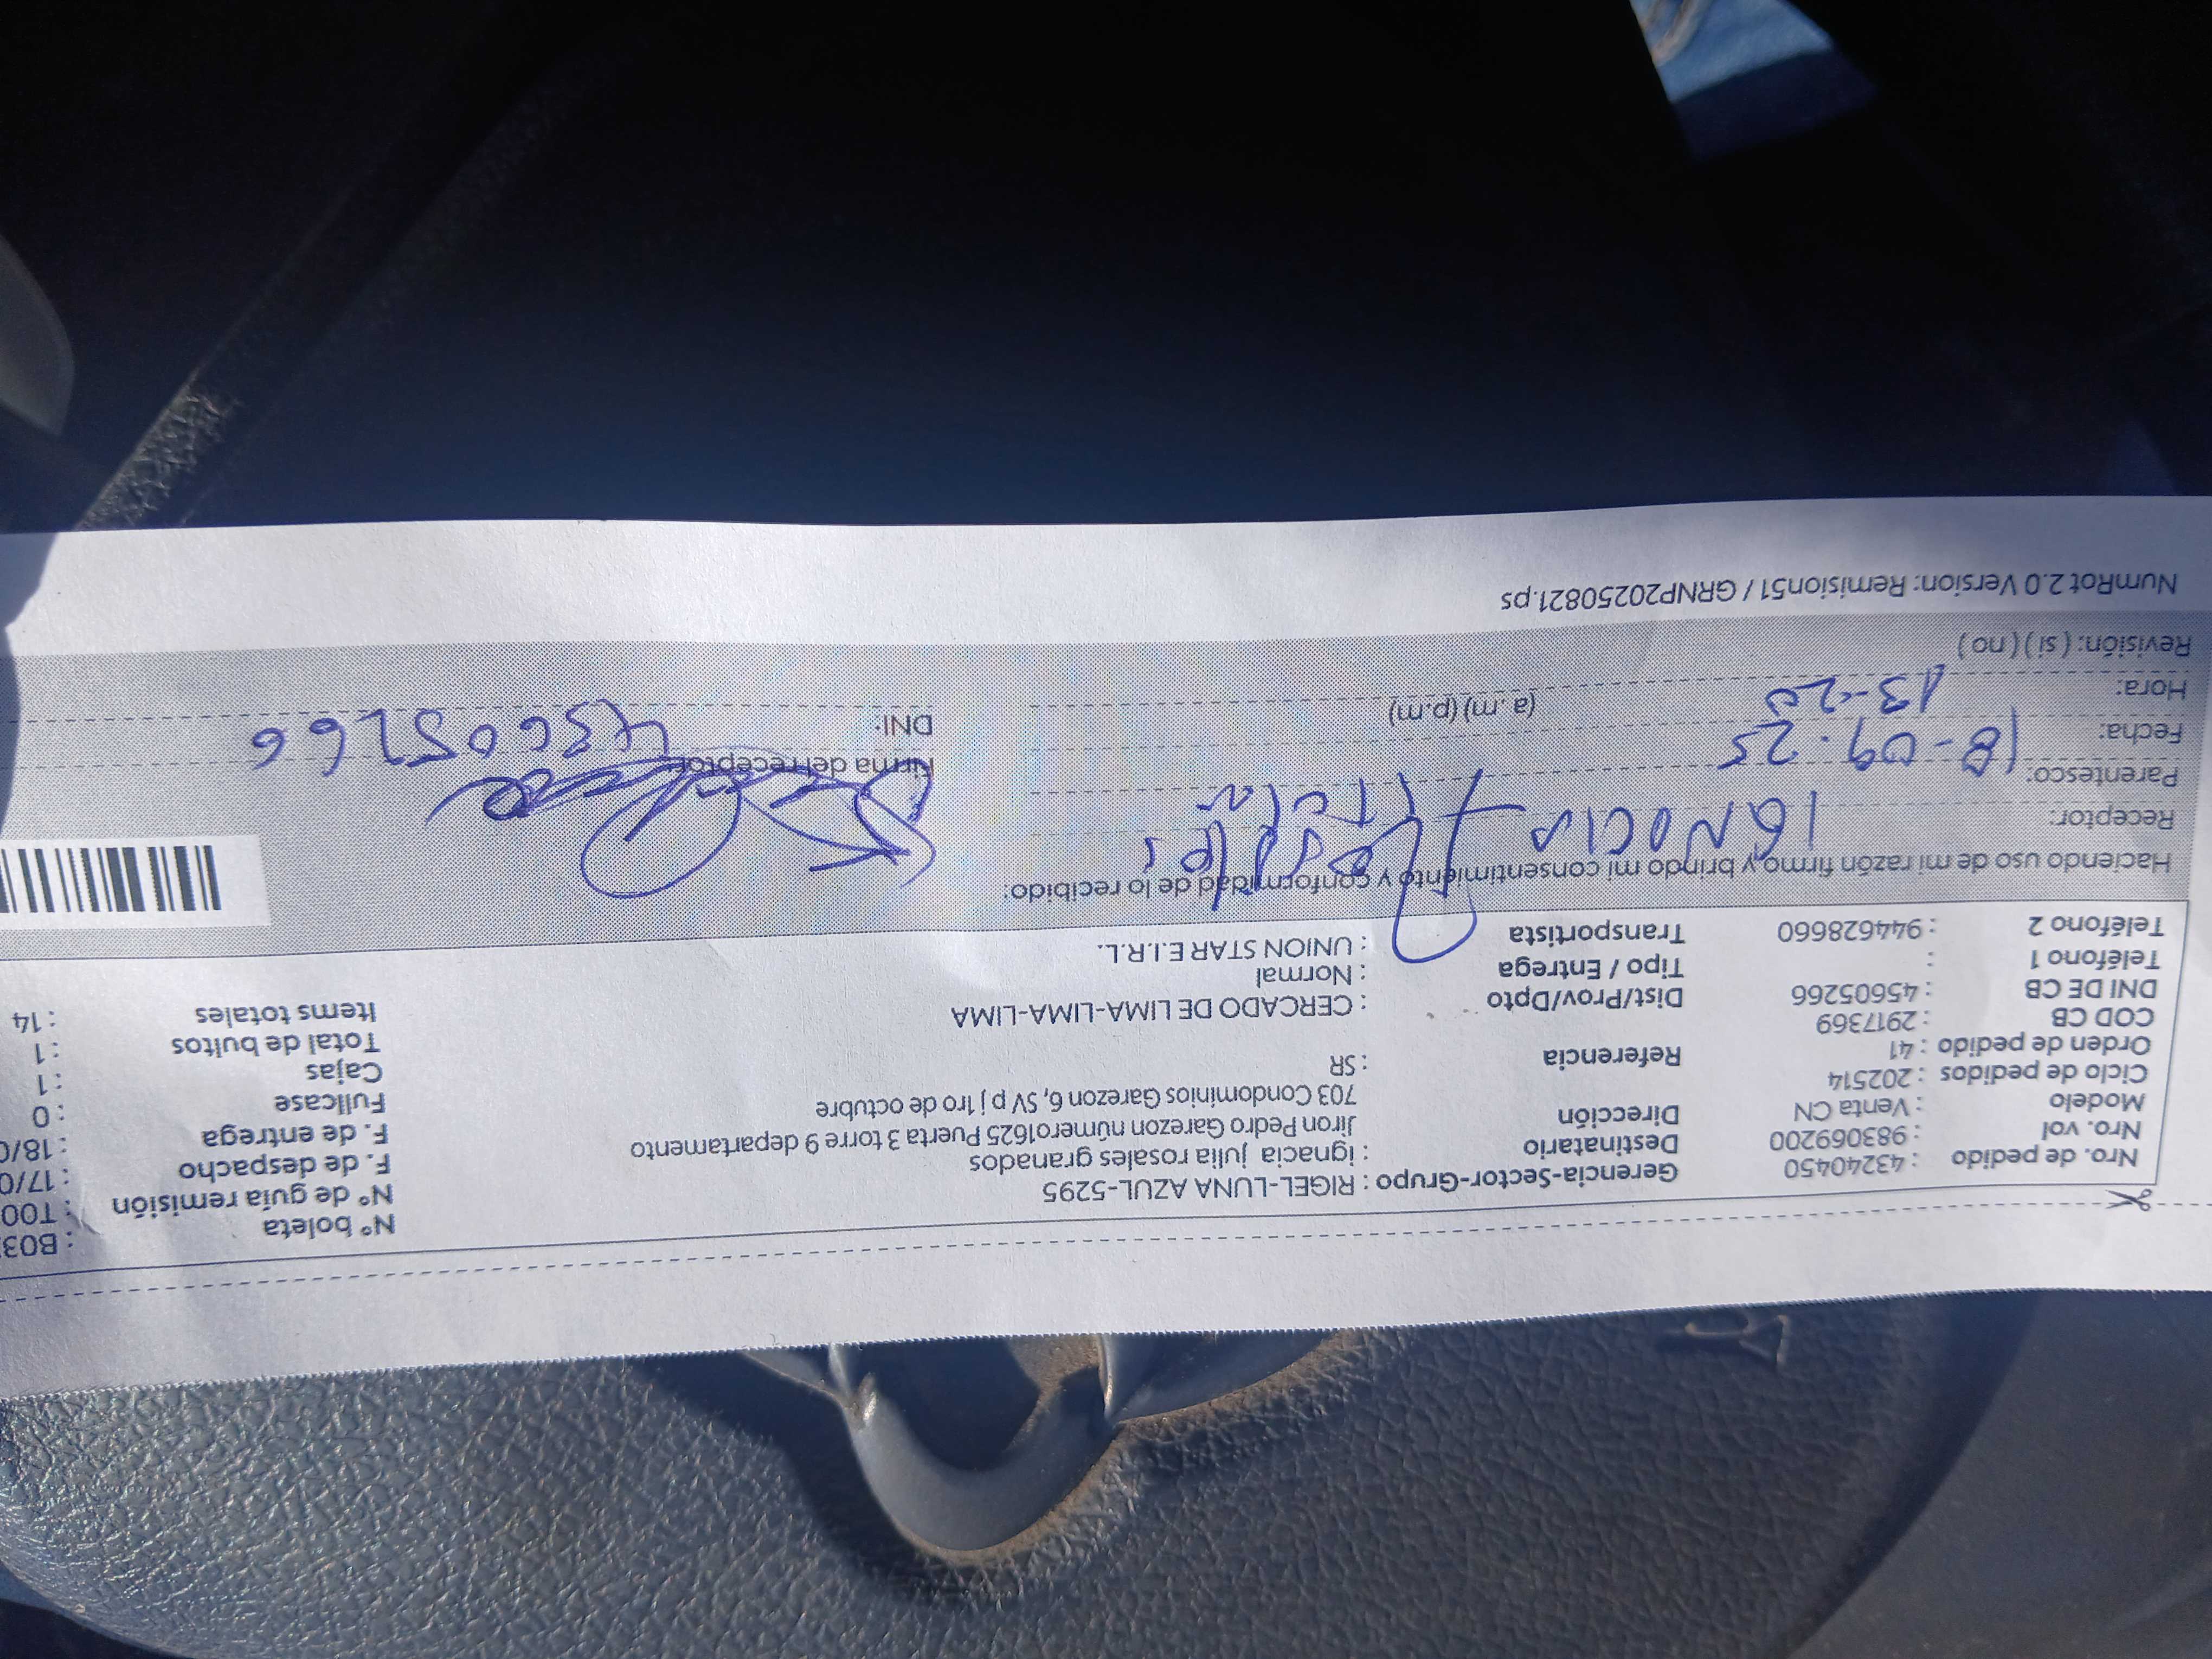 Nº boleta : B03
Nº de guía remisión : T00
F. de despacho : 17/0
F. de entrega : 18/0
Fullcase : 0
Cajas : 1
Total de bultos : 1
Items totales : 14
Gerencia-Sector-Grupo : RIGEL-LUNA AZUL-5295
Destinatario : ignacia julia rosales granados
Dirección Jiron Pedro Garezon número1625 Puerta 3 torre 9 departamento
703 Condominios Garezon 6, SV p j 1ro de octubre
Referencia : SR
Dist/Prov/Dpto : CERCADO DE LIMA-LIMA-LIMA
Tipo / Entrega : Normal
Transportista : UNION STAR E.I.R.L.
Nro. de pedido : 43240450
Nro. vol : 983069200
Modelo : Venta CN
Ciclo de pedidos : 202514
Orden de pedido : 41
COD CB : 2917369
DNI DE CB : 45605266
Teléfono 1 :
Teléfono 2 : 944628660
Haciendo uso de mi razón firmo y brindo mi consentimiento y conformidad de lo recibido:
Receptor: IGNACIA Rosales
Parentesco: Titular
Fecha: 18-09-25
Hora: 13-20 (a.m) (p.m)
Revisión: ( si ) ( no )
Firma del receptor:
DNI: 45605266
NumRot 2.0 Version: Remision51 / GRNP20250821.ps